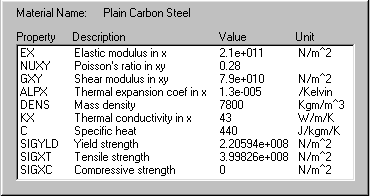 Material Name: Plain Carbon Steel
Property Description Value Unit
EX Elastic modulus in x 2.1e+011 N/m^2
NUXY Poisson's ratio in xy 0.28
GXY Shear modulus in xy 7.9e+010 N/m^2
ALPX Thermal expansion coef in x 1.3e-005 /Kelvin
DENS Mass density 7800 Kgm/m^3
KX Thermal conductivity in x 43 W/m/K
C Specific heat 440 J/kgm/K
SIGYLD Yield strength 2.20594e+008 N/m^2
SIGXT Tensile strength 3.99826e+008 N/m^2
SIGXC Compressive strength 0 N/m^2